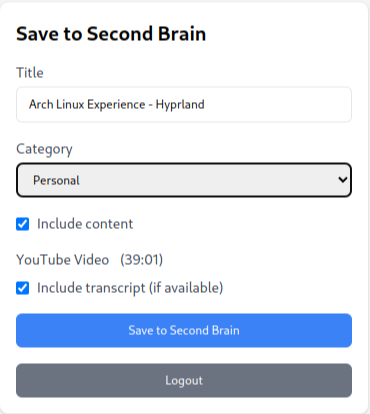 Save to Second Brain
Title
Arch Linux Experience - Hyprland
Category
Personal
Include content
YouTube Video (39:01)
Include transcript (if available)
Save to Second Brain
Logout